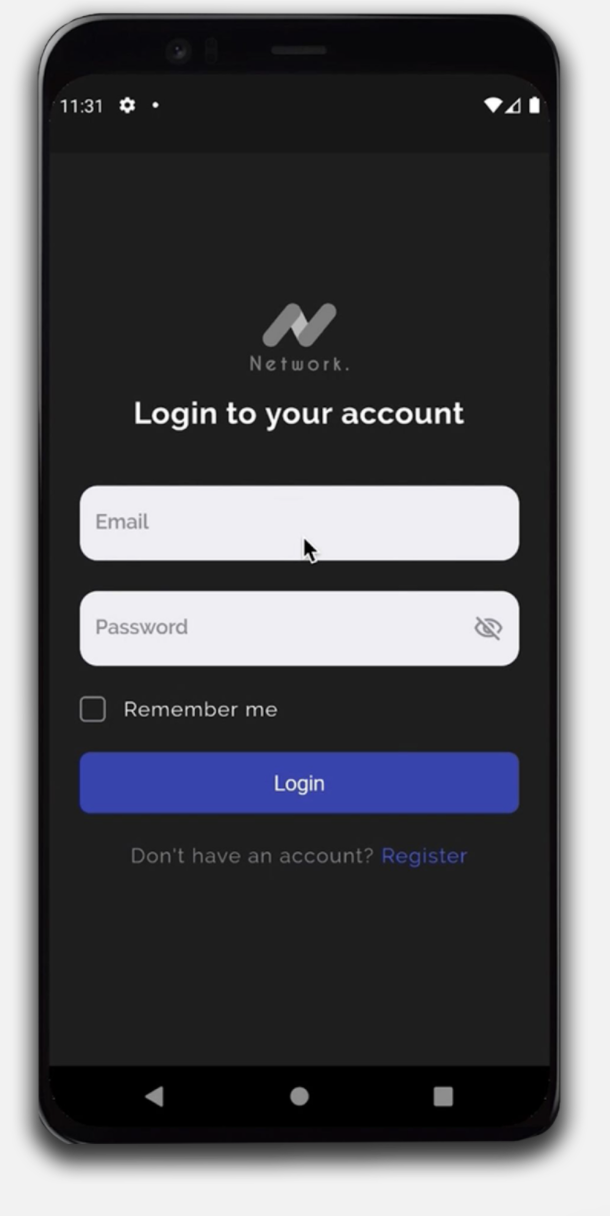 11:31
Network.
Login to your account
Email
Password
Remember me
Login
Don't have an account? Register